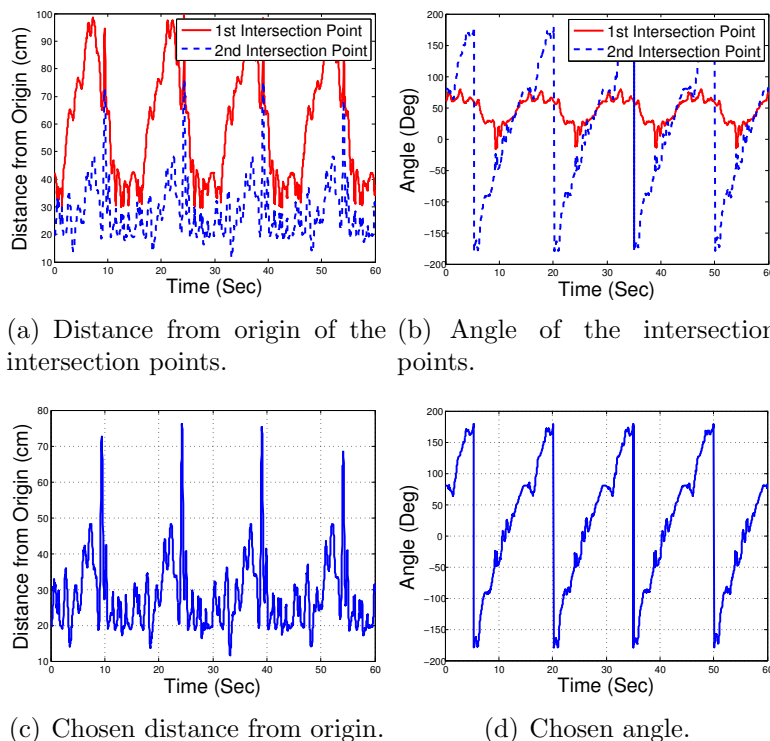 1st Intersection Point
2nd Intersection Point
Distance from Origin (cm)
100
90
80
70
60
50
40
30
20
10
0 10 20 30 40 50 60
Time (Sec)
1st Intersection Point
2nd Intersection Point
Angle (Deg)
200
150
100
50
0
−50
−100
−150
−200
0 10 20 30 40 50 60
Time (Sec)
(a) Distance from origin of the
intersection points.
(b) Angle of the intersection
points.
Distance from Origin (cm)
80
70
60
50
40
30
20
10
0 10 20 30 40 50 60
Time (Sec)
Angle (Deg)
200
150
100
50
0
−50
−100
−150
−200
0 10 20 30 40 50 60
Time (Sec)
(c) Chosen distance from origin.
(d) Chosen angle.